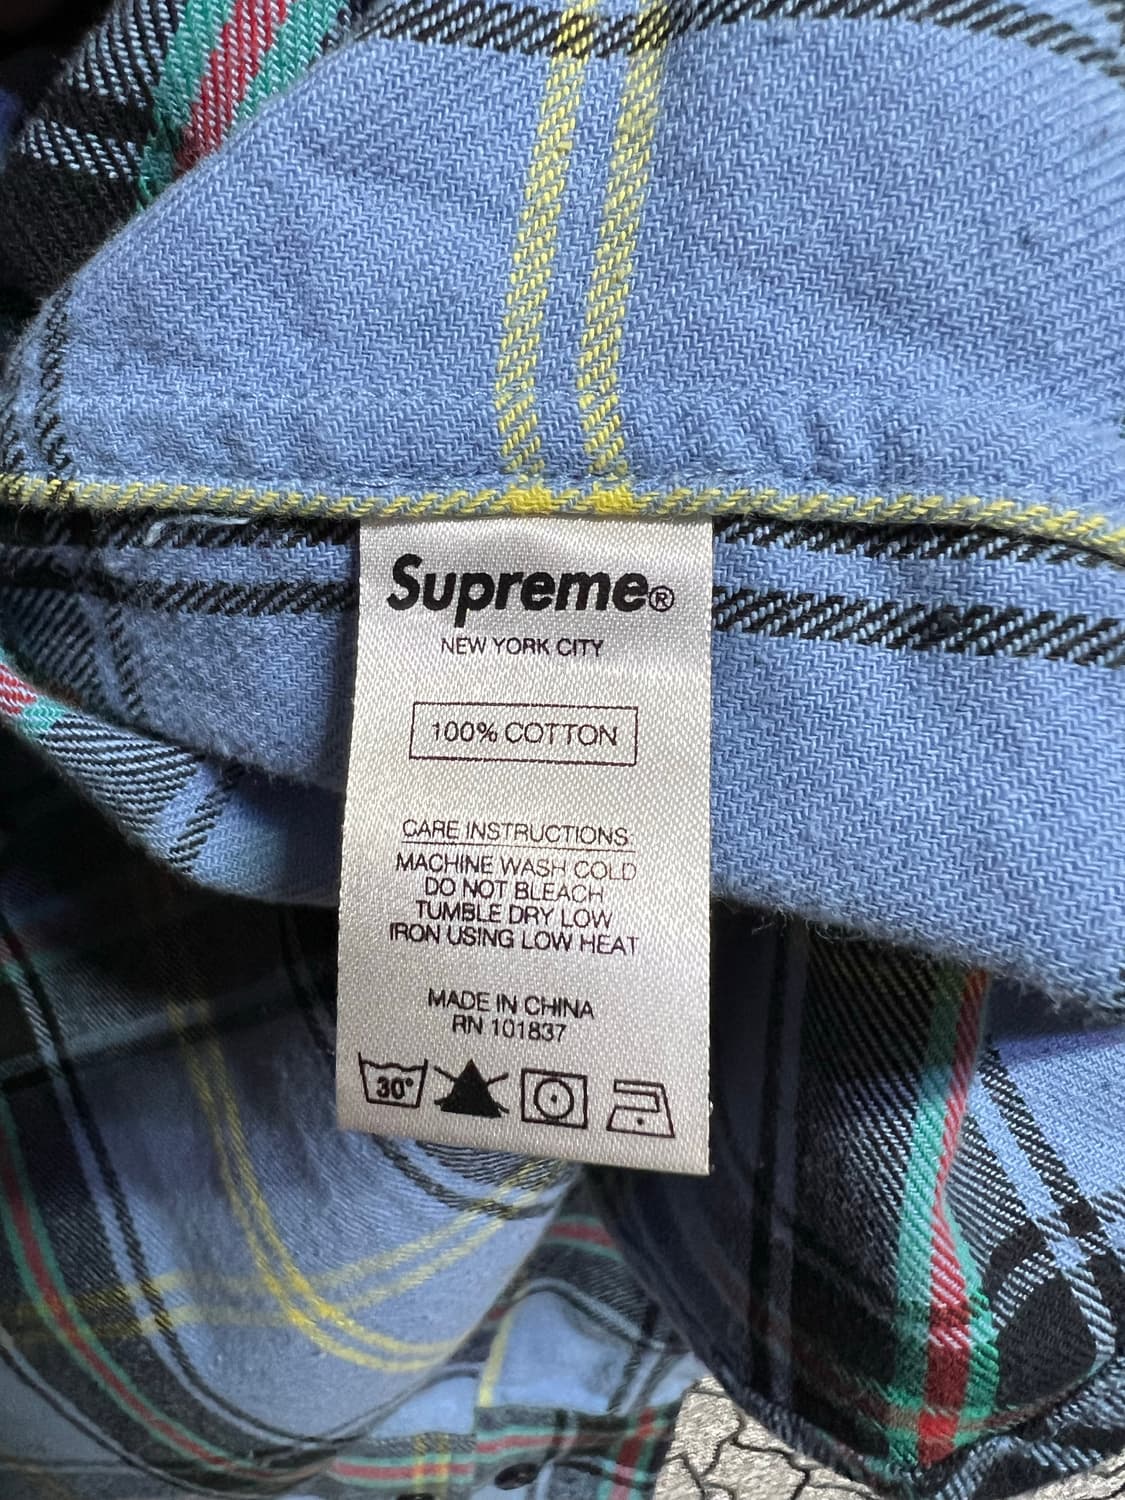 Supreme®
NEW YORK CITY
100% COTTON
CARE INSTRUCTIONS:
MACHINE WASH COLD
DO NOT BLEACH
TUMBLE DRY LOW
IRON USING LOW HEAT
MADE IN CHINA
RN 101837
30°